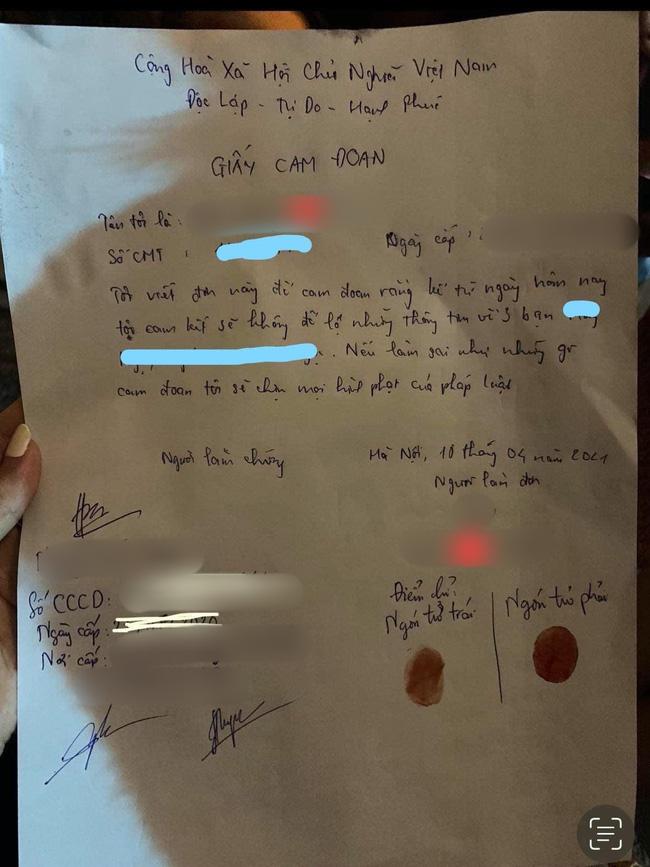 Cộng Hoà Xã Hội Chủ Nghĩa Việt Nam
Độc Lập - Tự Do - Hạnh Phúc
GIẤY CAM ĐOAN
Tên tôi là:
Số CMT : Ngày cấp :
Tôi viết đơn này để cam đoan rằng kể từ ngày hôm nay
tôi cam kết sẽ không để lộ những thông tin về 3 bạn
. Nếu làm sai như những gì
cam đoan tôi sẽ chịu mọi hình phạt của pháp luật
Người làm chứng
Hà Nội, 10 tháng 04 năm 2021
Người làm đơn
Số CCCD:
Ngày cấp:
Nơi cấp:
Điểm chỉ:
Ngón trỏ trái
Ngón trỏ phải